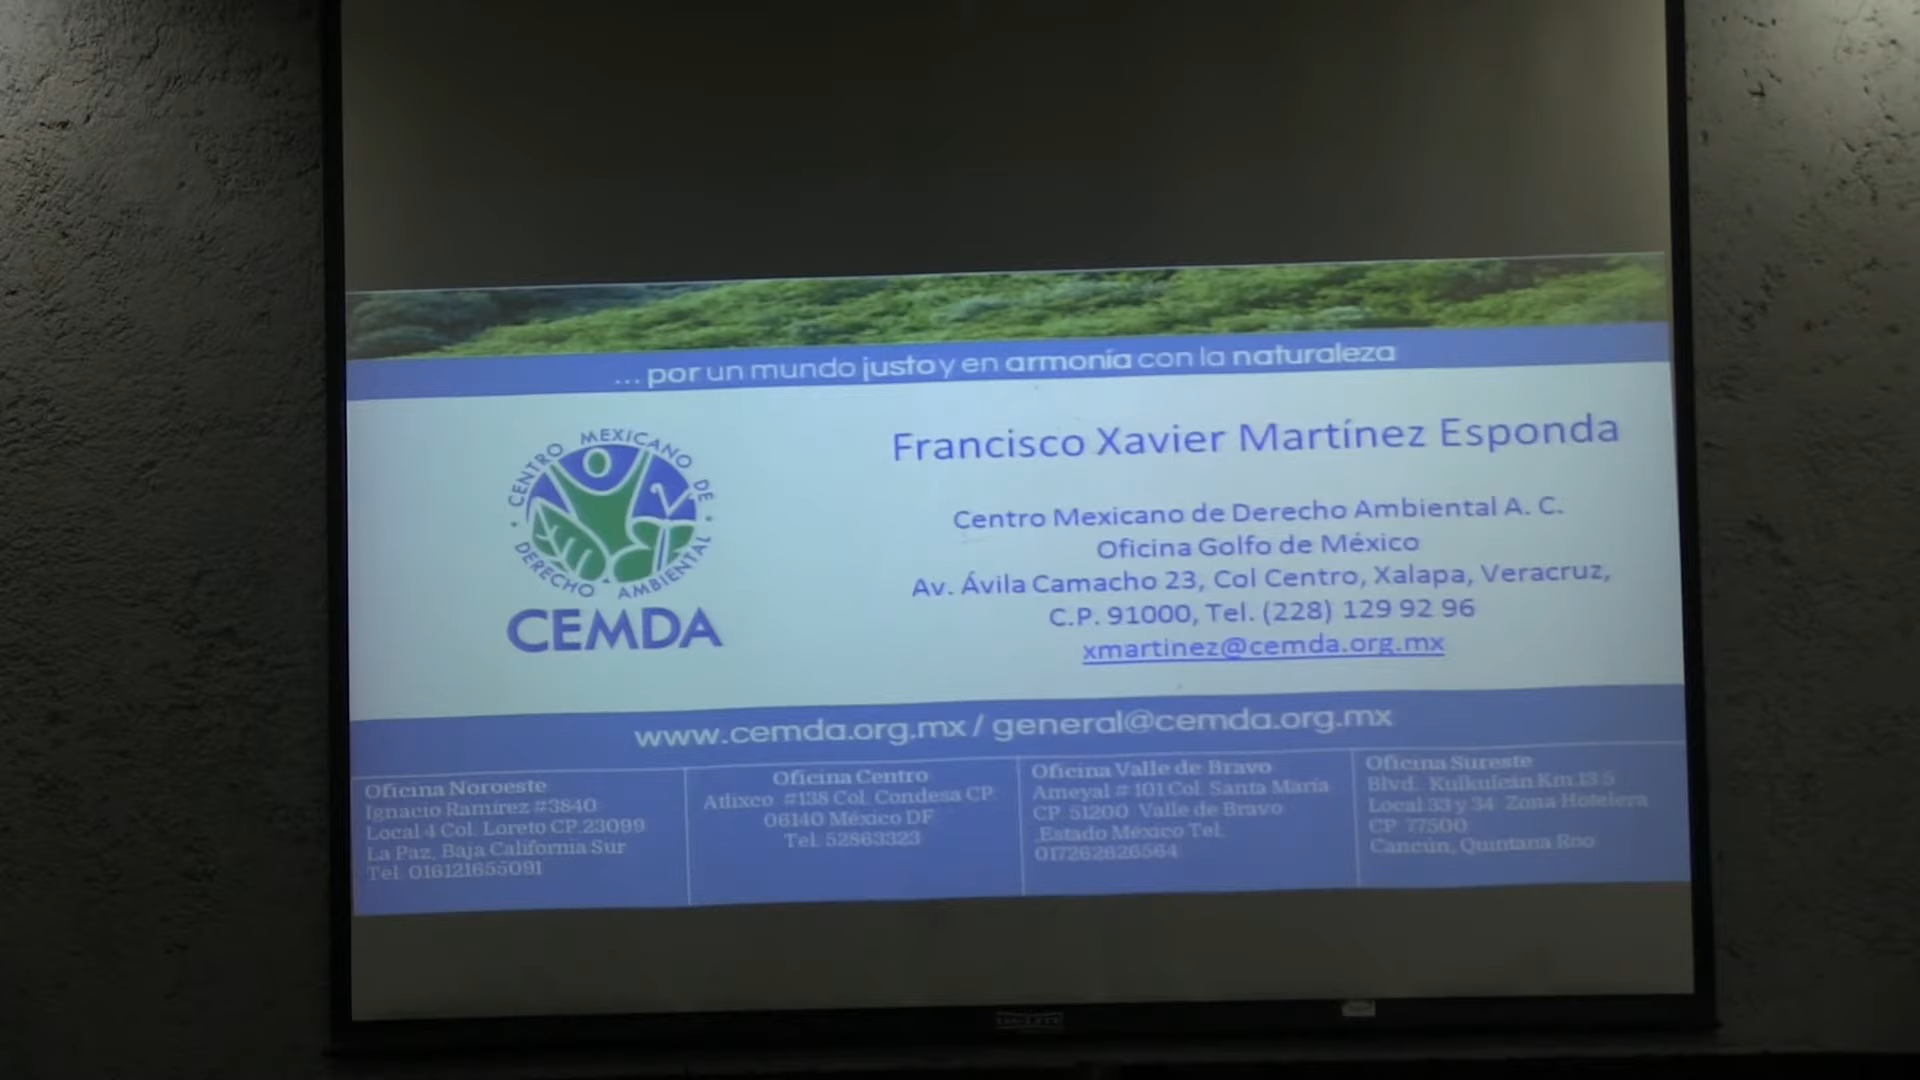 ... por un mundo justo y en armonía con la naturaleza
CENTRO MEXICANO DE DERECHO AMBIENTAL
CEMDA
Francisco Xavier Martínez Esponda
Centro Mexicano de Derecho Ambiental A. C.
Oficina Golfo de México
Av. Ávila Camacho 23, Col Centro, Xalapa, Veracruz,
C.P. 91000, Tel. (228) 129 92 96
xmartinez@cemda.org.mx
www.cemda.org.mx / general@cemda.org.mx
Oficina Noroeste
Ignacio Ramírez #3840
Local 4 Col. Loreto CP.23099
La Paz, Baja California Sur
Tel. 016121655091
Oficina Centro
Atlixco #138 Col. Condesa CP.
06140 México DF
Tel. 52863323
Oficina Valle de Bravo
Ameyal # 101 Col. Santa María
CP. 51200 Valle de Bravo
Estado México Tel.
017262626564
Oficina Sureste
Blvd. Kulkulcán Km.13.5
Local 33 y 34 Zona Hotelera
CP 77500
Cancún, Quintana Roo
DA-LITE